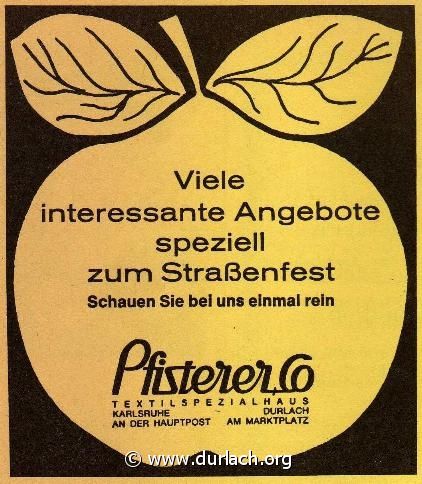 Viele
interessante Angebote
speziell
zum Straßenfest
Schauen Sie bei uns einmal rein
Pfisterer, Co
TEXTILSPEZIALHAUS
KARLSRUHE DURLACH
AN DER HAUPTPOST AM MARKTPLATZ
© www.durlach.org